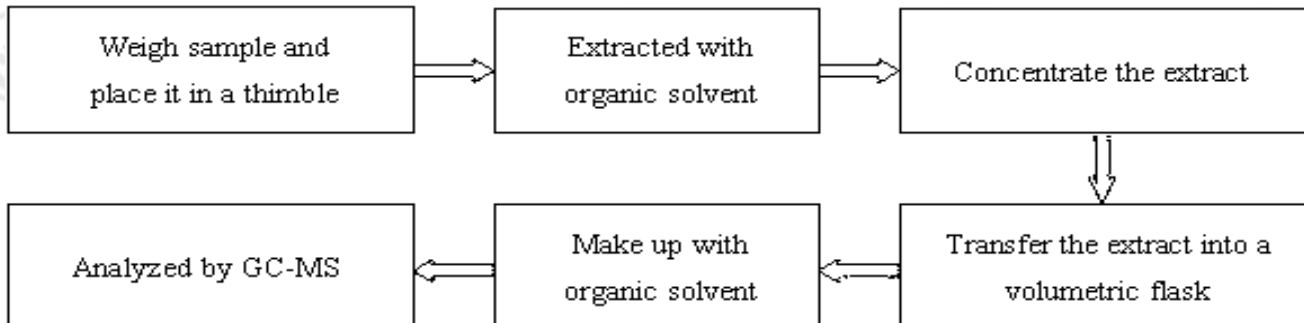 Weigh sample and
place it in a thimble
Extracted with
organic solvent
Concentrate the extract
Transfer the extract into a
volumetric flask
Make up with
organic solvent
Analyzed by GC-MS